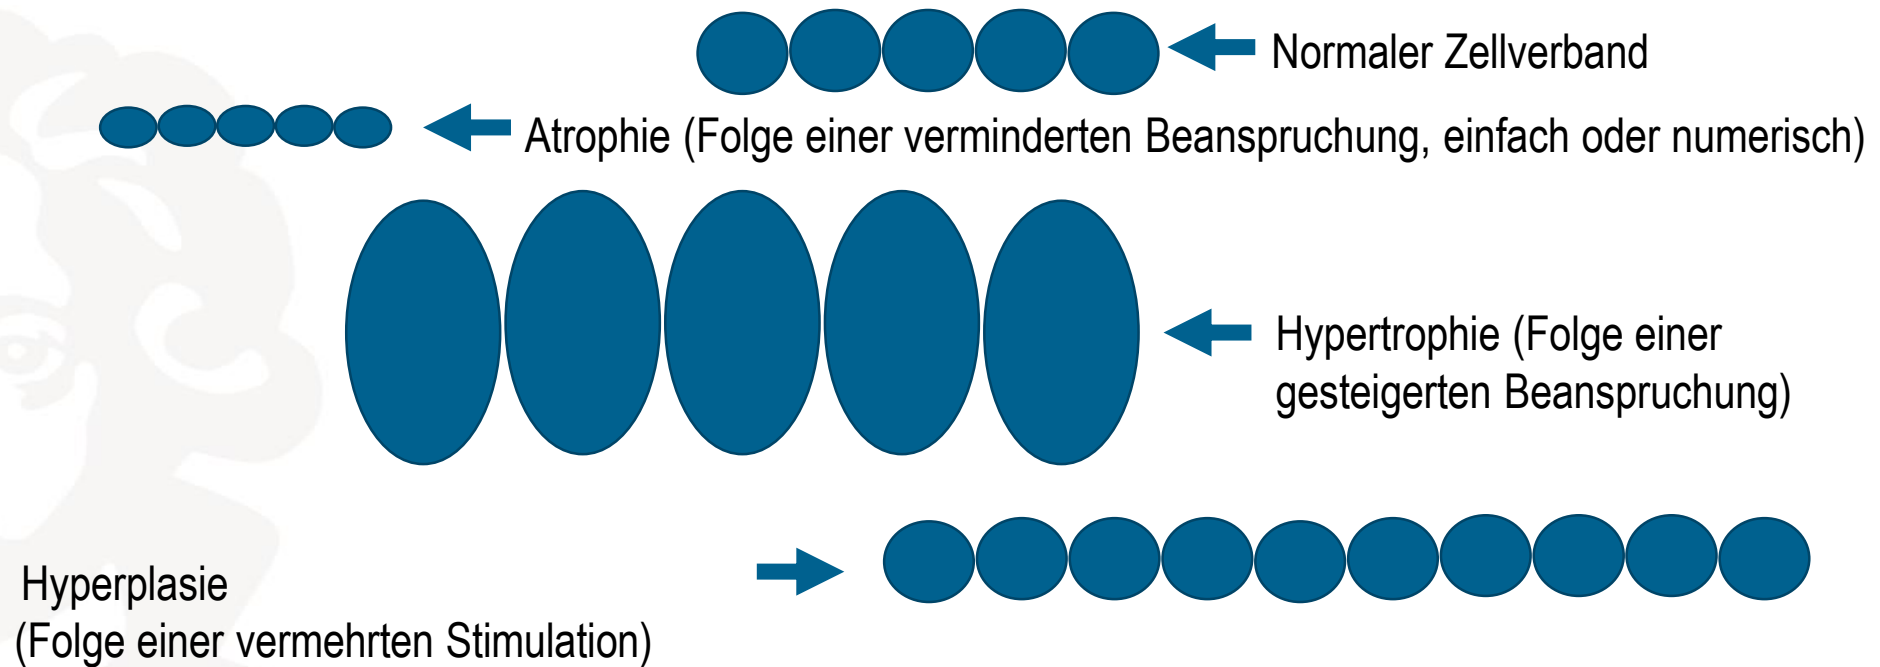 Normaler Zellverband
Atrophie (Folge einer verminderten Beanspruchung, einfach oder numerisch)
Hypertrophie (Folge einer
gesteigerten Beanspruchung)
Hyperplasie
(Folge einer vermehrten Stimulation)